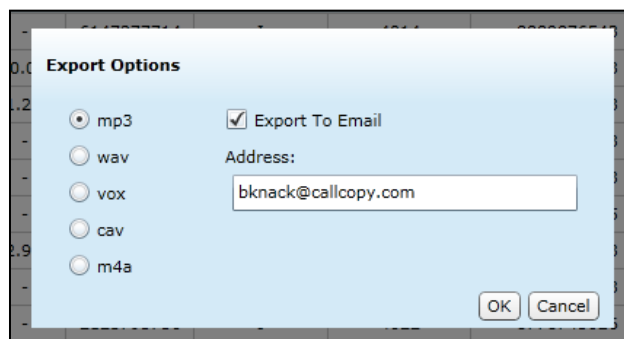 Export Options
mp3
Export To Email
wav
Address:
vox
bknack@callcopy.com
cav
m4a
OK Cancel